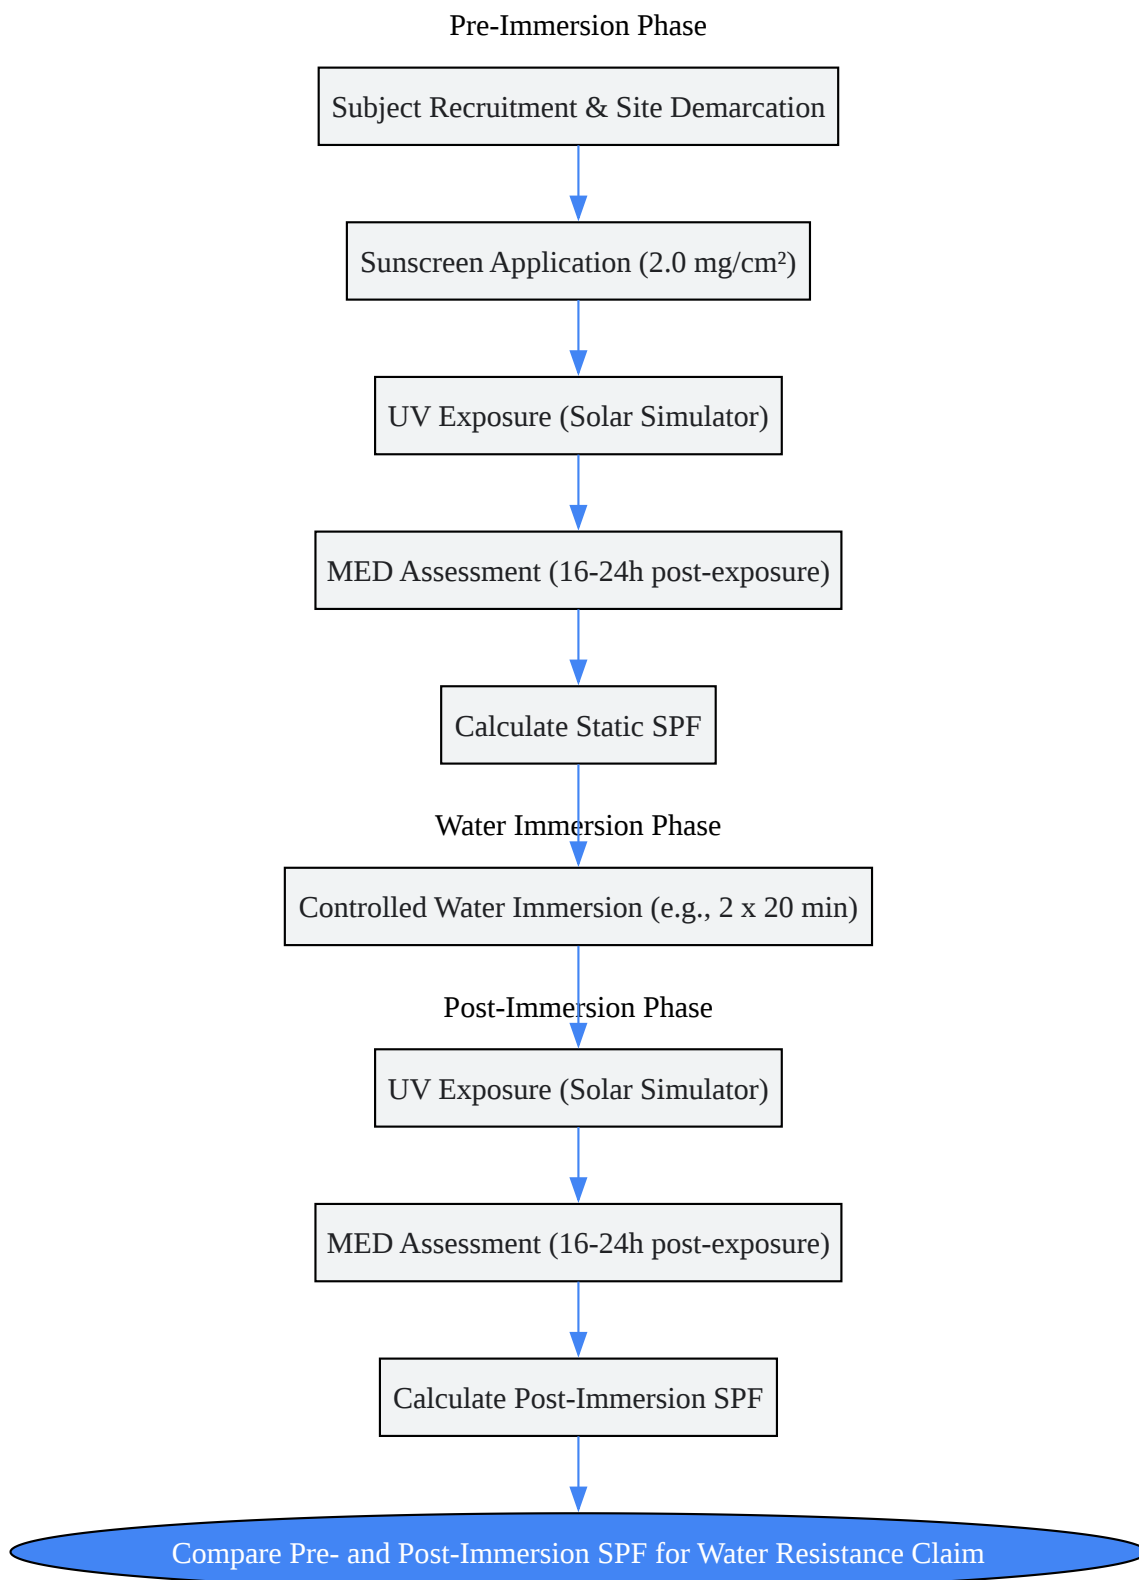 Pre-Immersion Phase
Subject Recruitment & Site Demarcation
Sunscreen Application (2.0 mg/cm²)
UV Exposure (Solar Simulator)
MED Assessment (16-24h post-exposure)
Calculate Static SPF
Water Immersion Phase
Controlled Water Immersion (e.g., 2 x 20 min)
Post-Immersion Phase
UV Exposure (Solar Simulator)
MED Assessment (16-24h post-exposure)
Calculate Post-Immersion SPF
Compare Pre- and Post-Immersion SPF for Water Resistance Claim